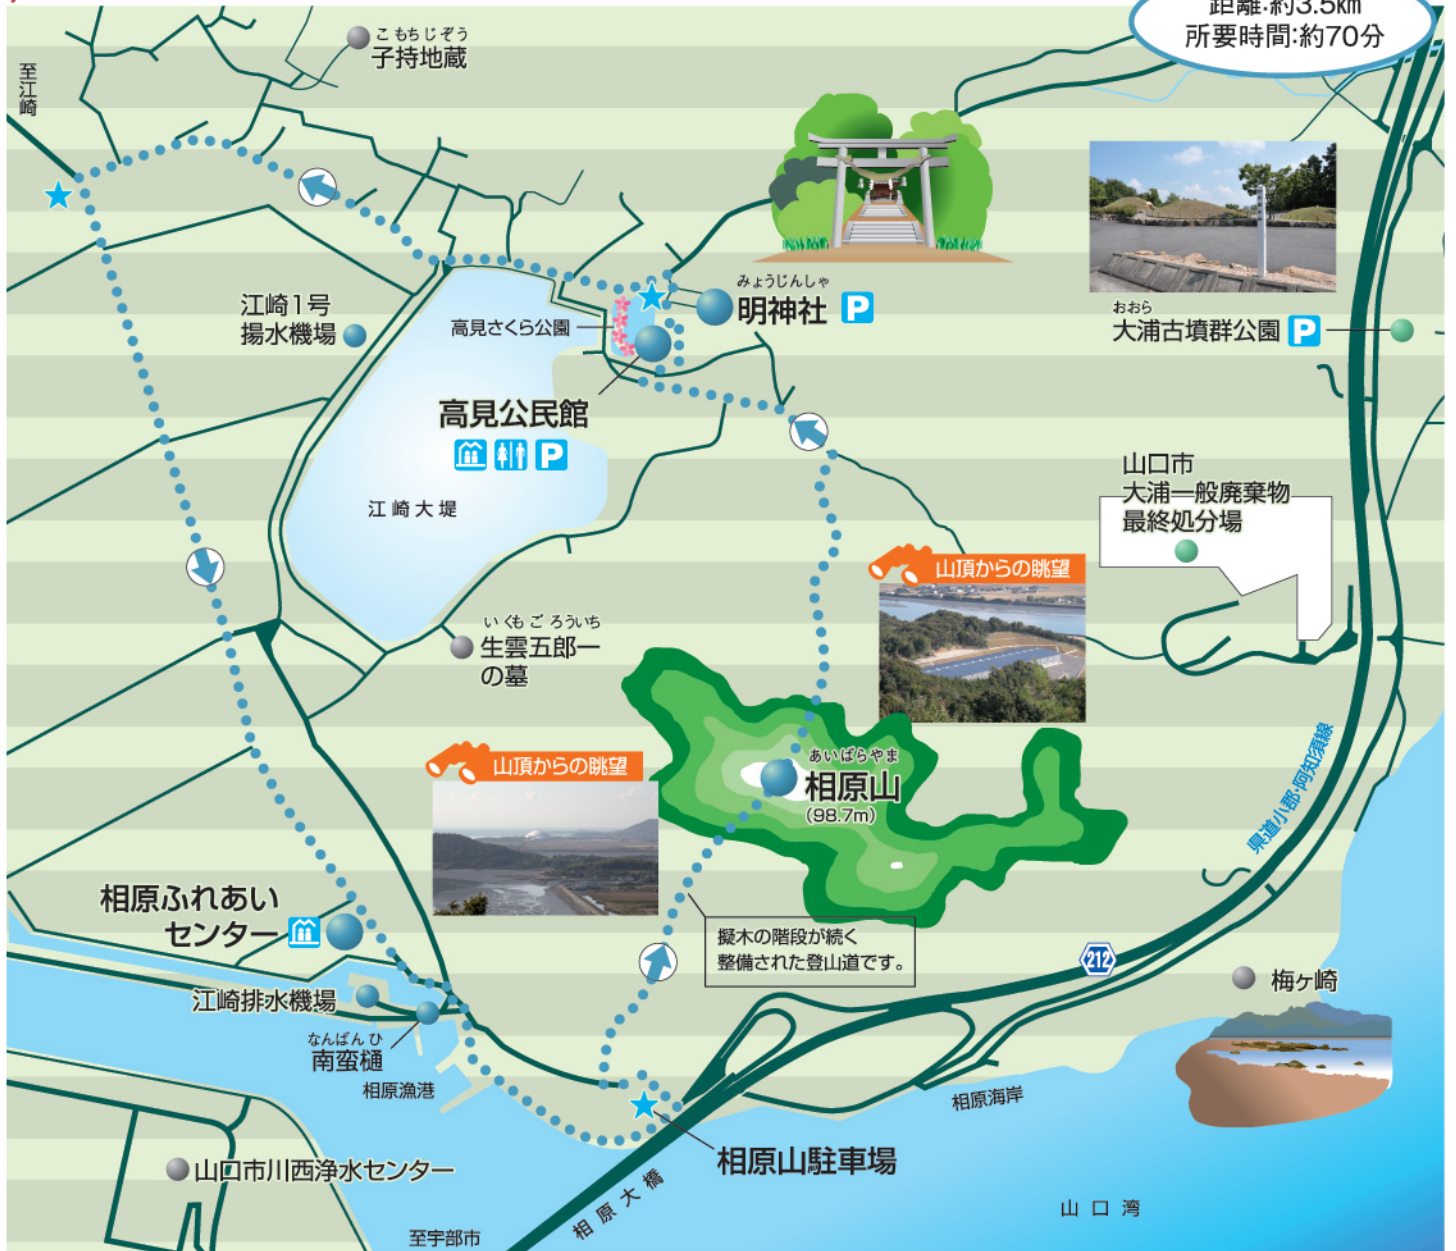 距離:約3.5km
所要時間:約70分
こもちじぞう
子持地蔵
至江崎
みょうじんしゃ
明神社 P
おおら
大浦古墳群公園 P
江崎1号
揚水機場
高見さくら公園
高見公民館
P
江崎大堤
山口市
大浦一般廃棄物
最終処分場
山頂からの眺望
いくもごろういち
生雲五郎一
の墓
山頂からの眺望
あいばらやま
相原山
(98.7m)
県道小郡・阿知須線
相原ふれあい
センター
擬木の階段が続く
整備された登山道です。
212
梅ヶ崎
江崎排水機場
なんばんひ
南蛮樋
相原漁港
相原海岸
山口市川西浄水センター
相原山駐車場
相原大橋
山口湾
至宇部市